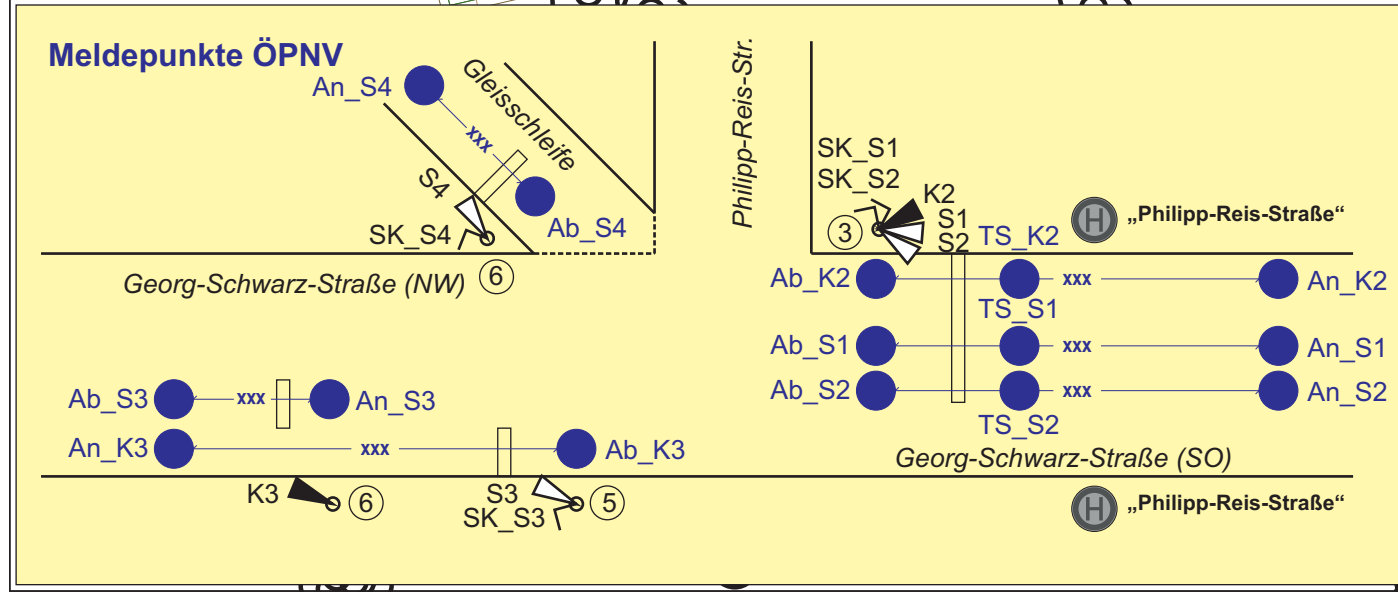 Meldepunkte ÖPNV
An_S4
xxx
Gleisschleife
S4
SK_S4
Ab_S4
6
Georg-Schwarz-Straße (NW)
Philipp-Reis-Str.
SK_S1
SK_S2
3
K2
S1
S2
TS_K2
H „Philipp-Reis-Straße“
Ab_K2
xxx
An_K2
TS_S1
Ab_S1
xxx
An_S1
Ab_S2
xxx
An_S2
TS_S2
Georg-Schwarz-Straße (SO)
Ab_S3
xxx
An_S3
An_K3
xxx
Ab_K3
K3
6
S3
SK_S3
5
H „Philipp-Reis-Straße“